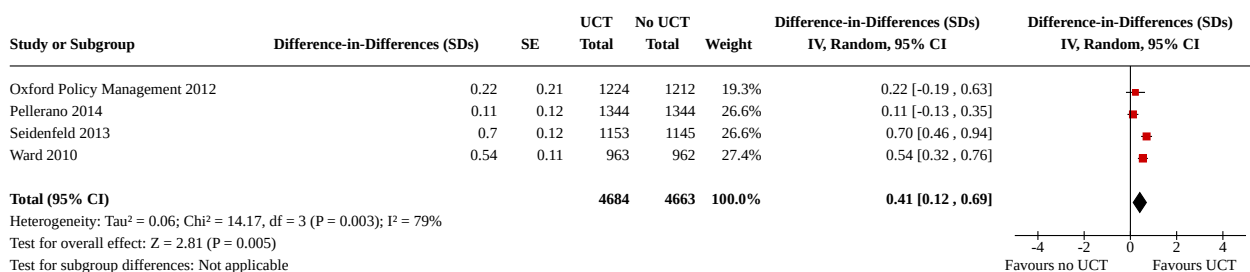 UCT No UCT Difference-in-Differences (SDs) Difference-in-Differences (SDs)
Study or Subgroup Difference-in-Differences (SDs) SE Total Total Weight IV, Random, 95% CI IV, Random, 95% CI
Oxford Policy Management 2012 0.22 0.21 1224 1212 19.3% 0.22 [-0.19 , 0.63]
Pellerano 2014 0.11 0.12 1344 1344 26.6% 0.11 [-0.13 , 0.35]
Seidenfeld 2013 0.7 0.12 1153 1145 26.6% 0.70 [0.46 , 0.94]
Ward 2010 0.54 0.11 963 962 27.4% 0.54 [0.32 , 0.76]
Total (95% CI) 4684 4663 100.0% 0.41 [0.12 , 0.69]
Heterogeneity: Tau² = 0.06; Chi² = 14.17, df = 3 (P = 0.003); I² = 79%
Test for overall effect: Z = 2.81 (P = 0.005)
-4 -2 0 2 4
Test for subgroup differences: Not applicable Favours no UCT Favours UCT